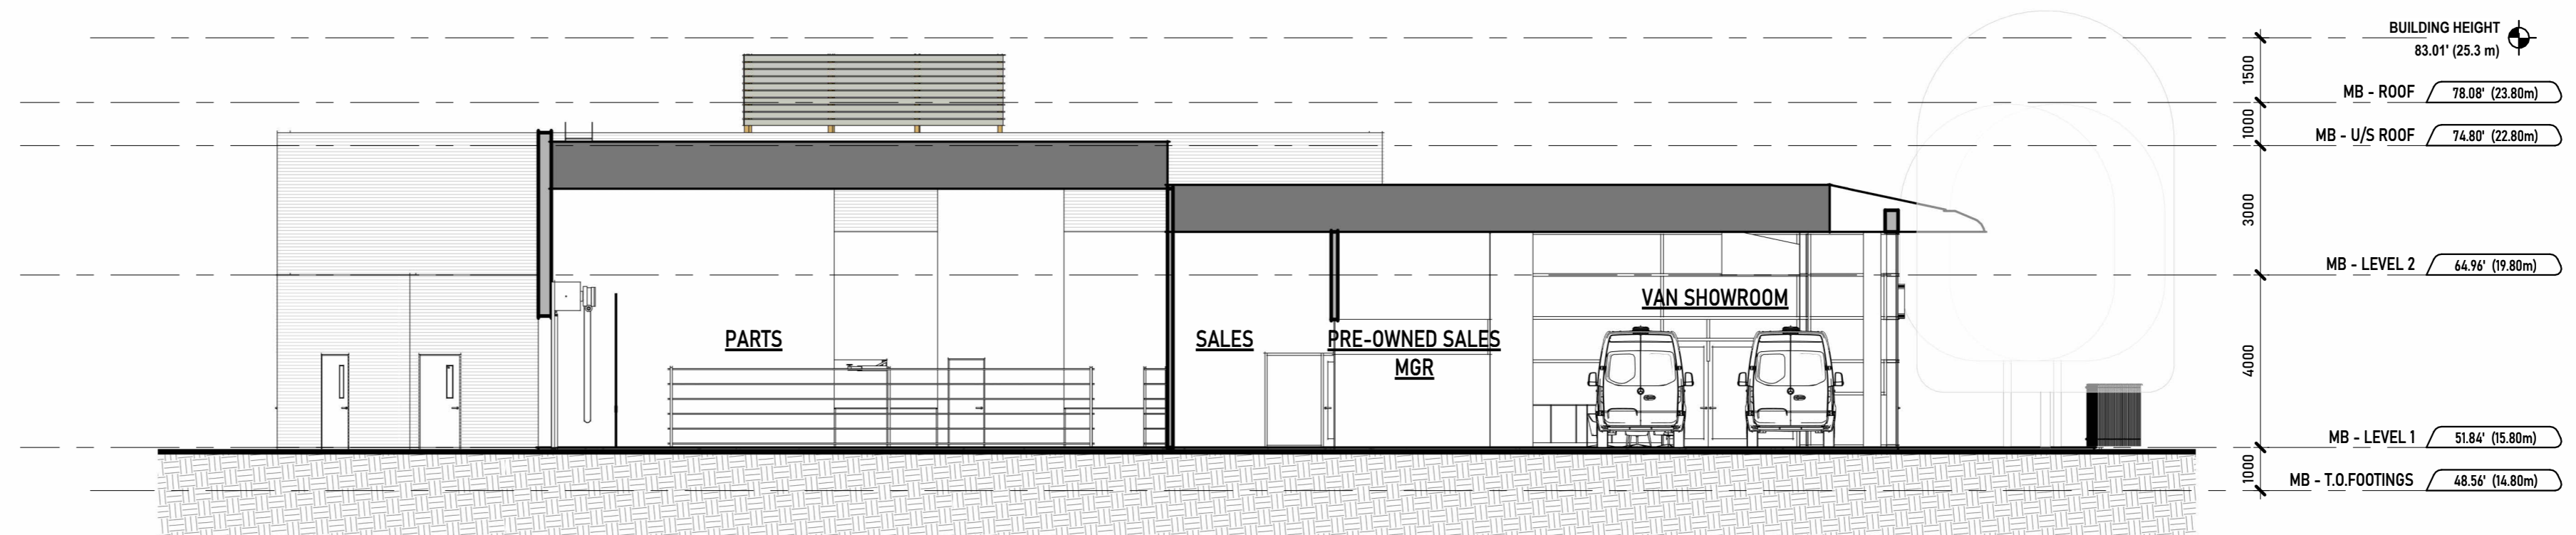 BUILDING HEIGHT
83.01' (25.3 m)
1500
MB - ROOF 78.08' (23.80m)
1000
MB - U/S ROOF 74.80' (22.80m)
3000
MB - LEVEL 2 64.96' (19.80m)
VAN SHOWROOM
PARTS
SALES
PRE-OWNED SALES
MGR
4000
MB - LEVEL 1 51.84' (15.80m)
1000
MB - T.O.FOOTINGS 48.56' (14.80m)